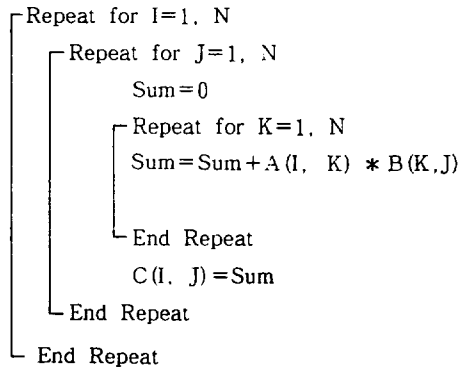 Repeat for I=1, N
Repeat for J=1, N
Sum=0
Repeat for K=1, N
Sum=Sum+A(I, K) * B(K,J)
End Repeat
C(I, J)=Sum
End Repeat
End Repeat